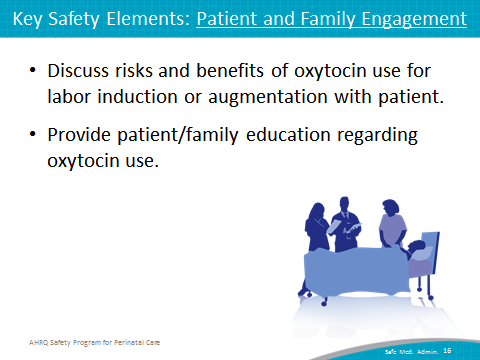 Key Safety Elements: Patient and Family Engagement
• Discuss risks and benefits of oxytocin use for
labor induction or augmentation with patient.
• Provide patient/family education regarding
oxytocin use.
AHRQ Safety Program for Perinatal Care
Safe Med. Admin. 16